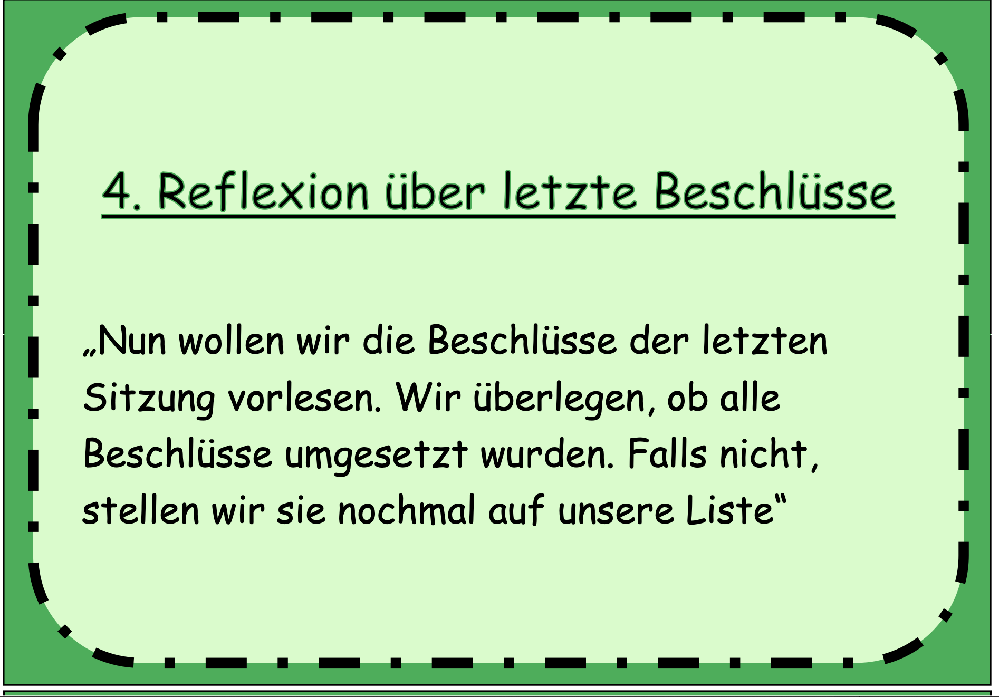 4. Reflexion über letzte Beschlüsse
„Nun wollen wir die Beschlüsse der letzten
Sitzung vorlesen. Wir überlegen, ob alle
Beschlüsse umgesetzt wurden. Falls nicht,
stellen wir sie nochmal auf unsere Liste“